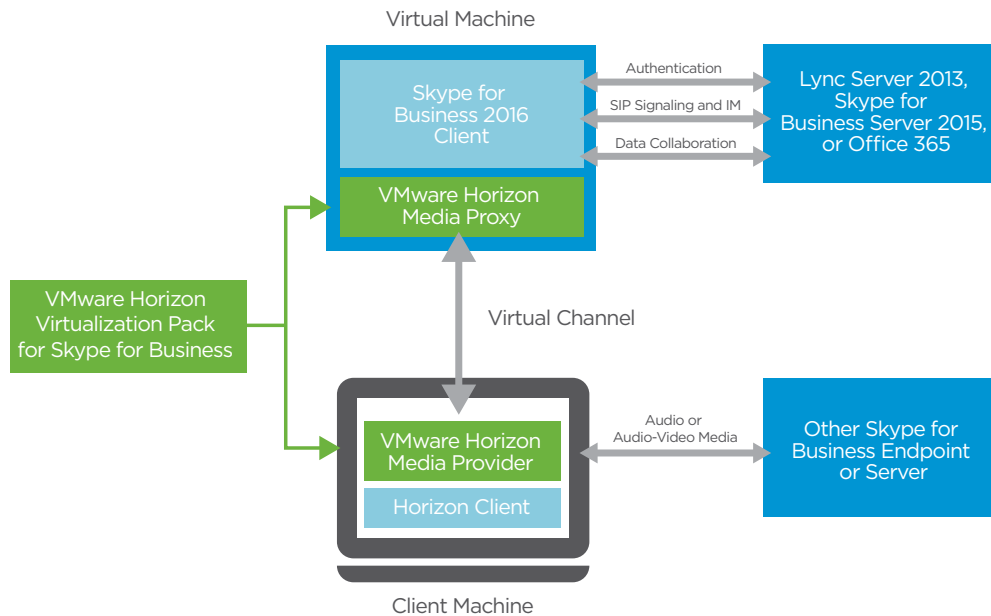 Virtual Machine
Skype for
Business 2016
Client
VMware Horizon
Media Proxy
Authentication
SIP Signaling and IM
Data Collaboration
Lync Server 2013,
Skype for
Business Server 2015,
or Office 365
VMware Horizon
Virtualization Pack
for Skype for Business
Virtual Channel
VMware Horizon
Media Provider
Horizon Client
Audio or
Audio-Video Media
Other Skype for
Business Endpoint
or Server
Client Machine